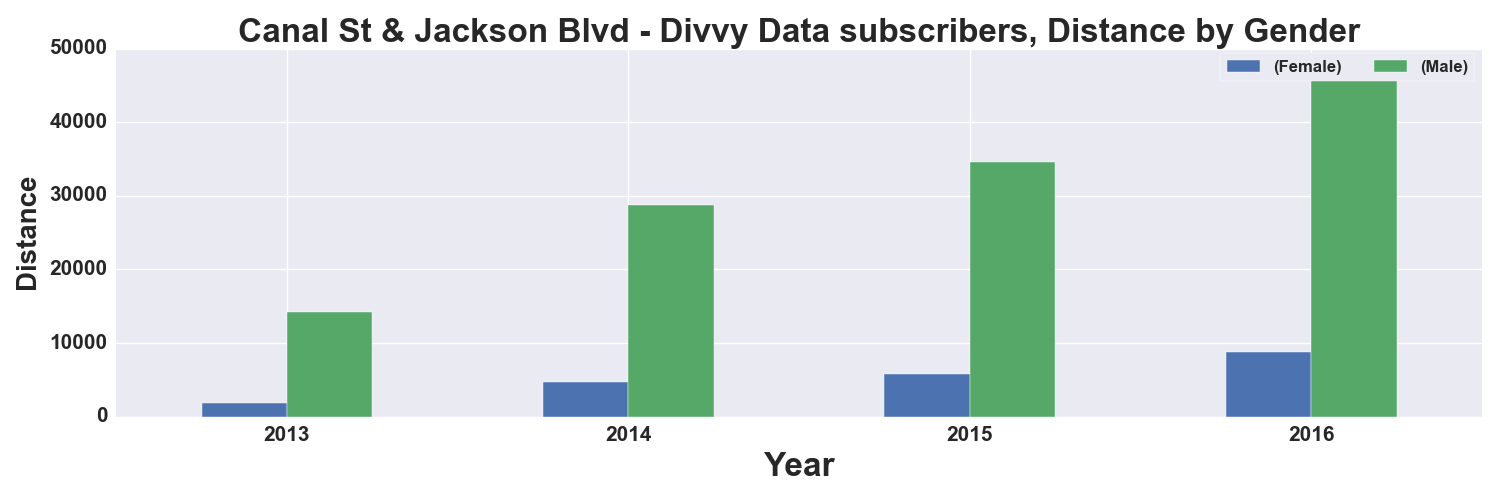 Canal St & Jackson Blvd - Divvy Data subscribers, Distance by Gender
50000
(Female) (Male)
40000
30000
Distance
20000
10000
0
2013 2014 2015 2016
Year